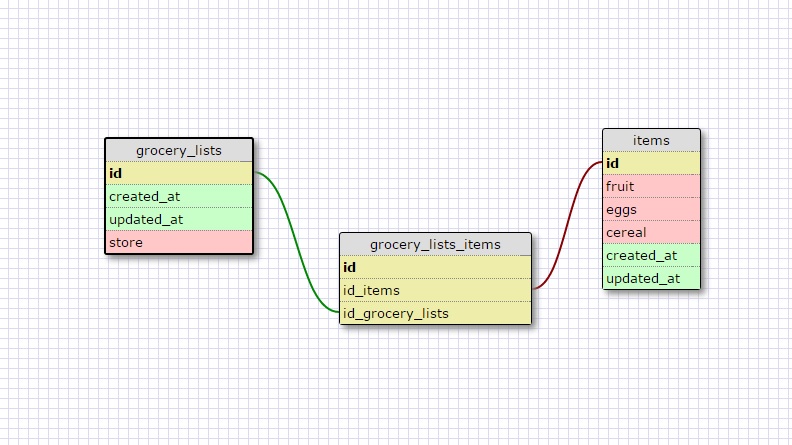 grocery_lists
id
created_at
updated_at
store
grocery_lists_items
id
id_items
id_grocery_lists
items
id
fruit
eggs
cereal
created_at
updated_at